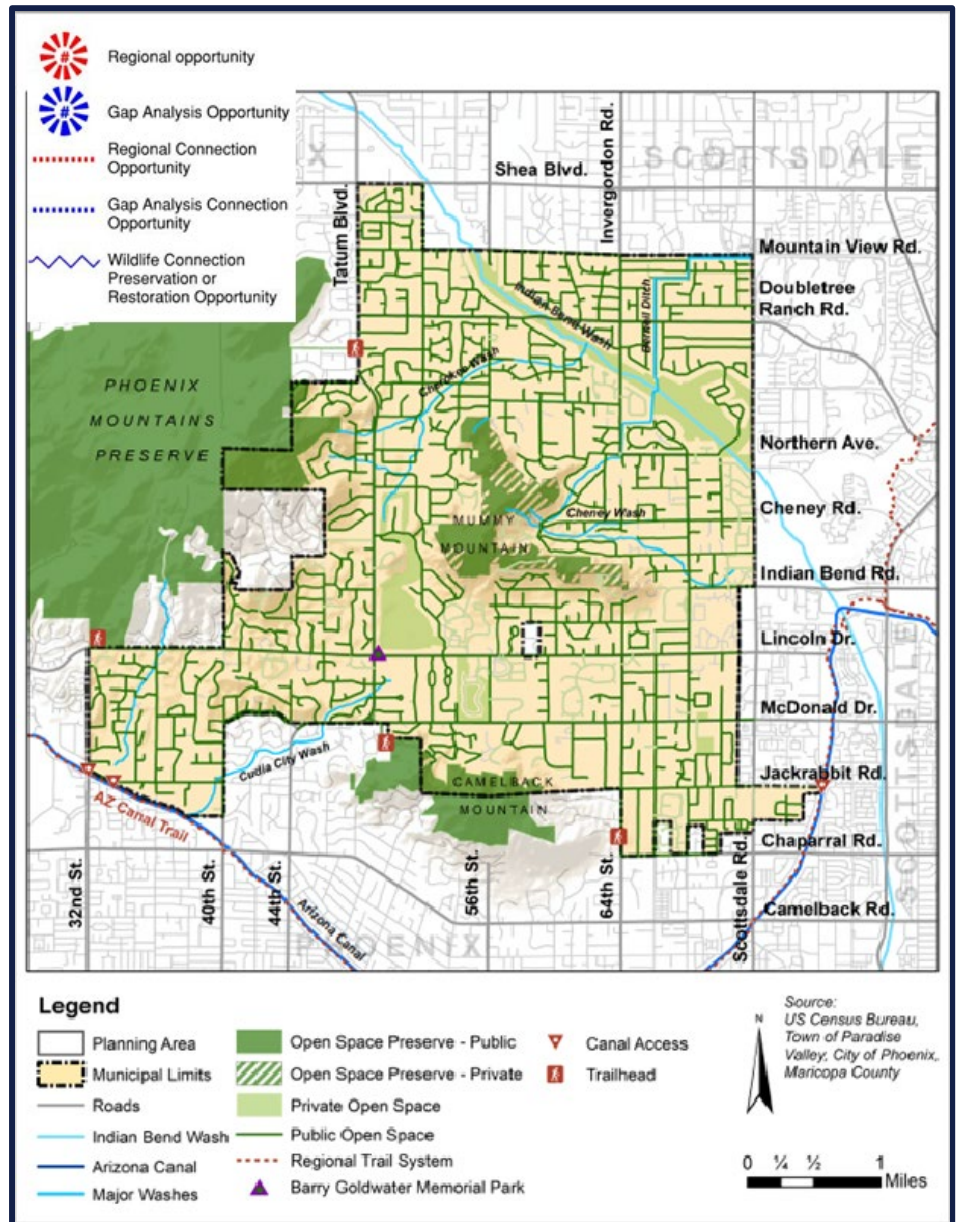 #
Regional opportunity
#
Gap Analysis Opportunity
Regional Connection
Opportunity
Gap Analysis Connection
Opportunity
Wildlife Connection
Preservation or
Restoration Opportunity
X
SCOTTSDALE
Shea Blvd.
Invergordon Rd.
Tatum Blvd.
Mountain View Rd.
Doubletree
Ranch Rd.
Indian Bend Wash
Berneil Ditch
Cherokee Wash
PHOENIX
MOUNTAINS
PRESERVE
Northern Ave.
Cheney Rd.
Cheney Wash
MUMMY
MOUNTAIN
Indian Bend Rd.
Lincoln Dr.
McDonald Dr.
Cudia City Wash
Jackrabbit Rd.
CAMELBACK
MOUNTAIN
AZ Canal Trail
Chaparral Rd.
32nd St.
40th St.
44th St.
56th St.
64th St.
Scottsdale Rd.
Camelback Rd.
Arizona Canal
PHOENIX
SCOTTSDALE
Legend
Planning Area
Municipal Limits
Roads
Indian Bend Wash
Arizona Canal
Major Washes
Open Space Preserve - Public
Open Space Preserve - Private
Private Open Space
Public Open Space
Regional Trail System
Barry Goldwater Memorial Park
Canal Access
Trailhead
N
Source:
US Census Bureau,
Town of Paradise
Valley, City of Phoenix,
Maricopa County
0 ¼ ½ 1
Miles